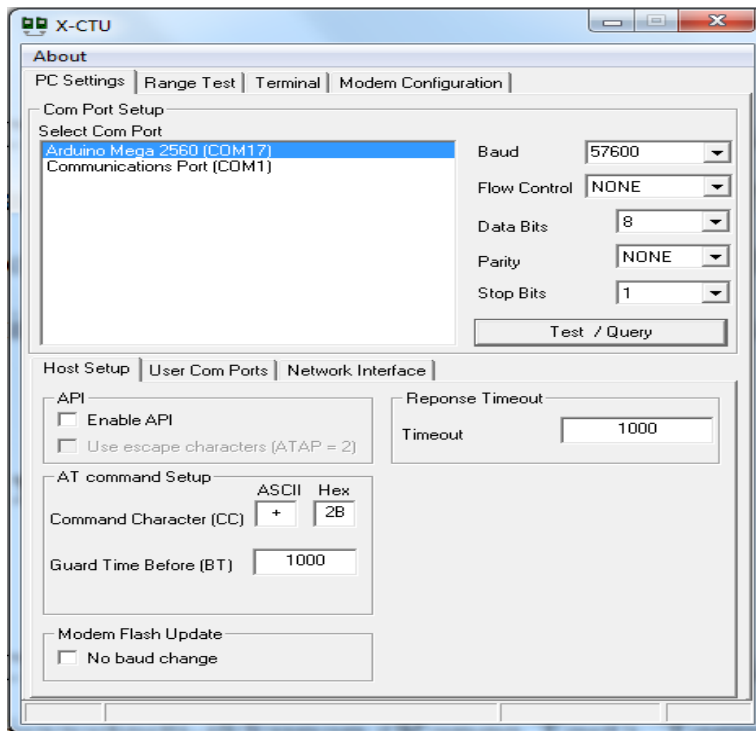 X-CTU
About
PC Settings Range Test Terminal Modem Configuration
Com Port Setup
Select Com Port
Arduino Mega 2560 (COM17)
Communications Port (COM1)
Baud 57600
Flow Control NONE
Data Bits 8
Parity NONE
Stop Bits 1
Test / Query
Host Setup User Com Ports Network Interface
API
Enable API
Use escape characters (ATAP = 2)
Reponse Timeout
Timeout 1000
AT command Setup
ASCII Hex
Command Character (CC) + 2B
Guard Time Before (BT) 1000
Modem Flash Update
No baud change